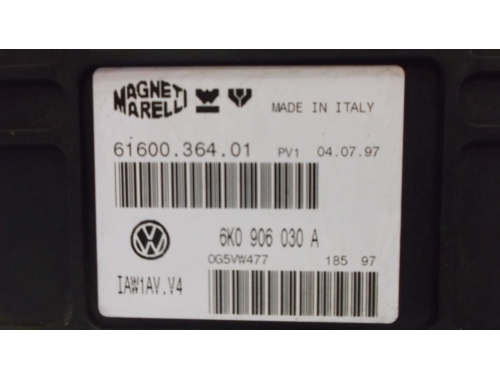 MAGNETI
MARELLI
MADE IN ITALY
61600.364.01 PV1 04.07.97
6K0 906 030 A
0G5VW477 185 97
IAW1AV.V4